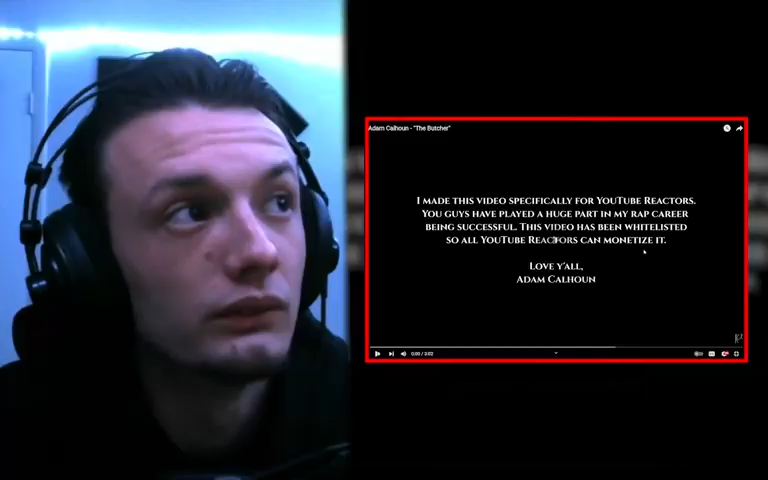 Adam Calhoun - "The Butcher"
I MADE THIS VIDEO SPECIFICALLY FOR YOUTUBE REACTORS.
YOU GUYS HAVE PLAYED A HUGE PART IN MY RAP CAREER
BEING SUCCESSFUL. THIS VIDEO HAS BEEN WHITELISTED
SO ALL YOUTUBE REACTORS CAN MONETIZE IT.
LOVE Y'ALL,
ADAM CALHOUN
0:00 / 3:02